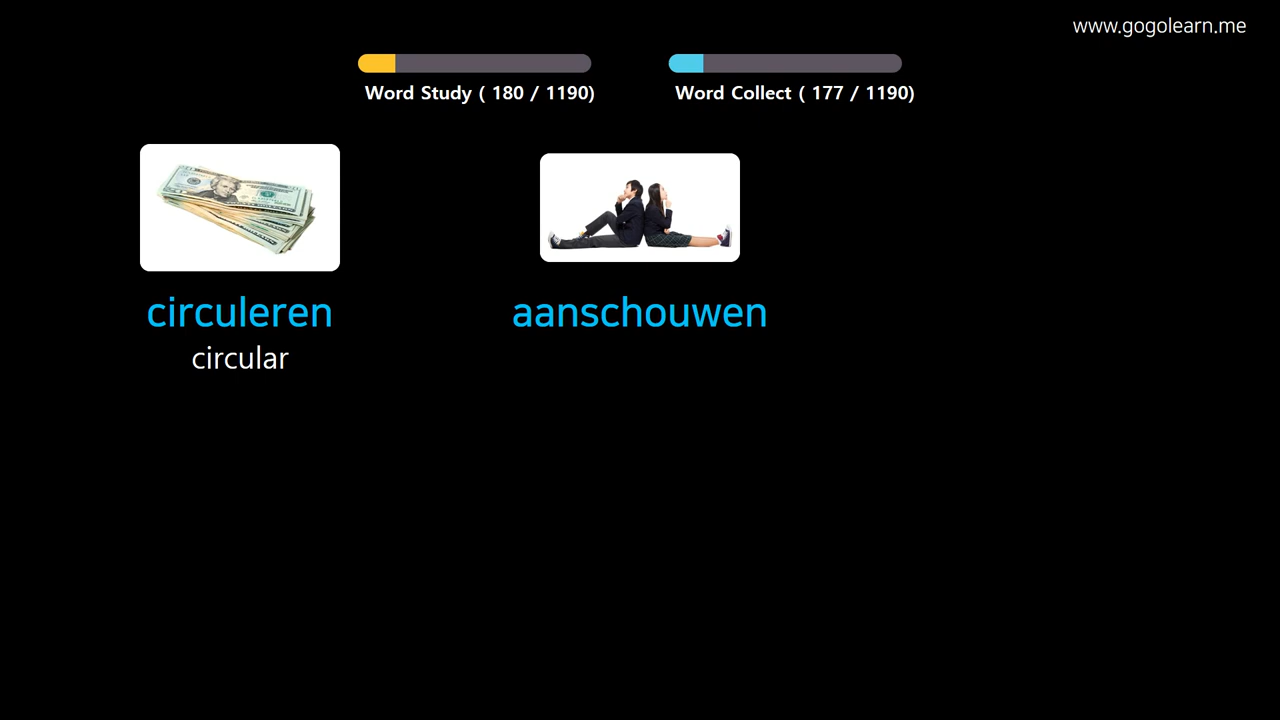 www.gogolearn.me
Word Study ( 180 / 1190)
Word Collect ( 177 / 1190)
circuleren
aanschouwen
circular